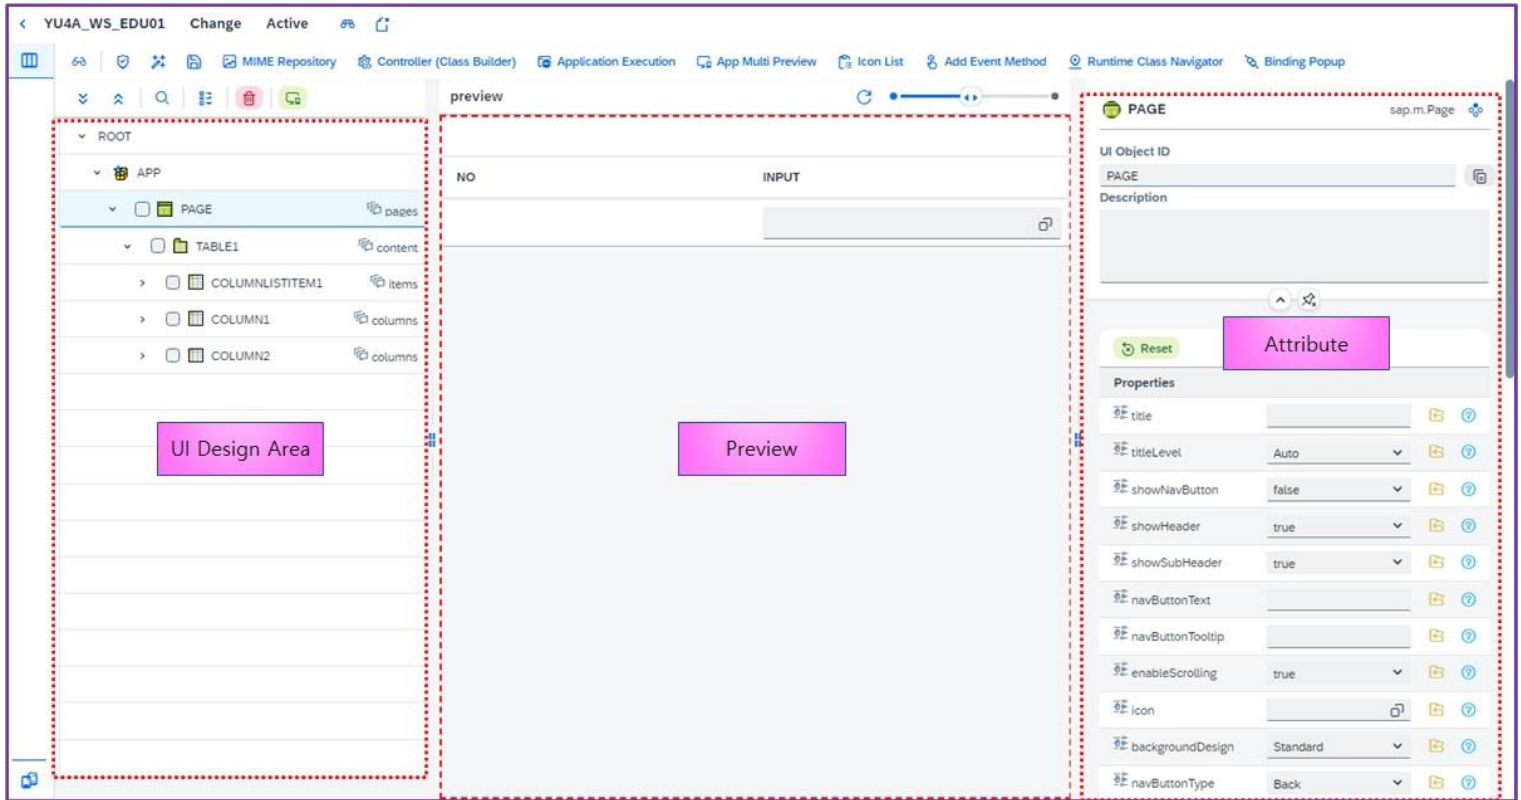 YU4A_WS_EDU01 Change Active
MIME Repository Controller (Class Builder) Application Execution App Multi Preview Icon List Add Event Method Runtime Class Navigator Binding Popup
ROOT
APP
PAGE pages
TABLE1 content
COLUMNLISTITEM1 items
COLUMN1 columns
COLUMN2 columns
UI Design Area
preview
NO INPUT
Preview
PAGE sap.m.Page
UI Object ID
PAGE
Description
Attribute
Reset
Properties
title
titleLevel Auto
showNavButton false
showHeader true
showSubHeader true
navButtonText
navButtonTooltip
enableScrolling true
icon
backgroundDesign Standard
navButtonType Back